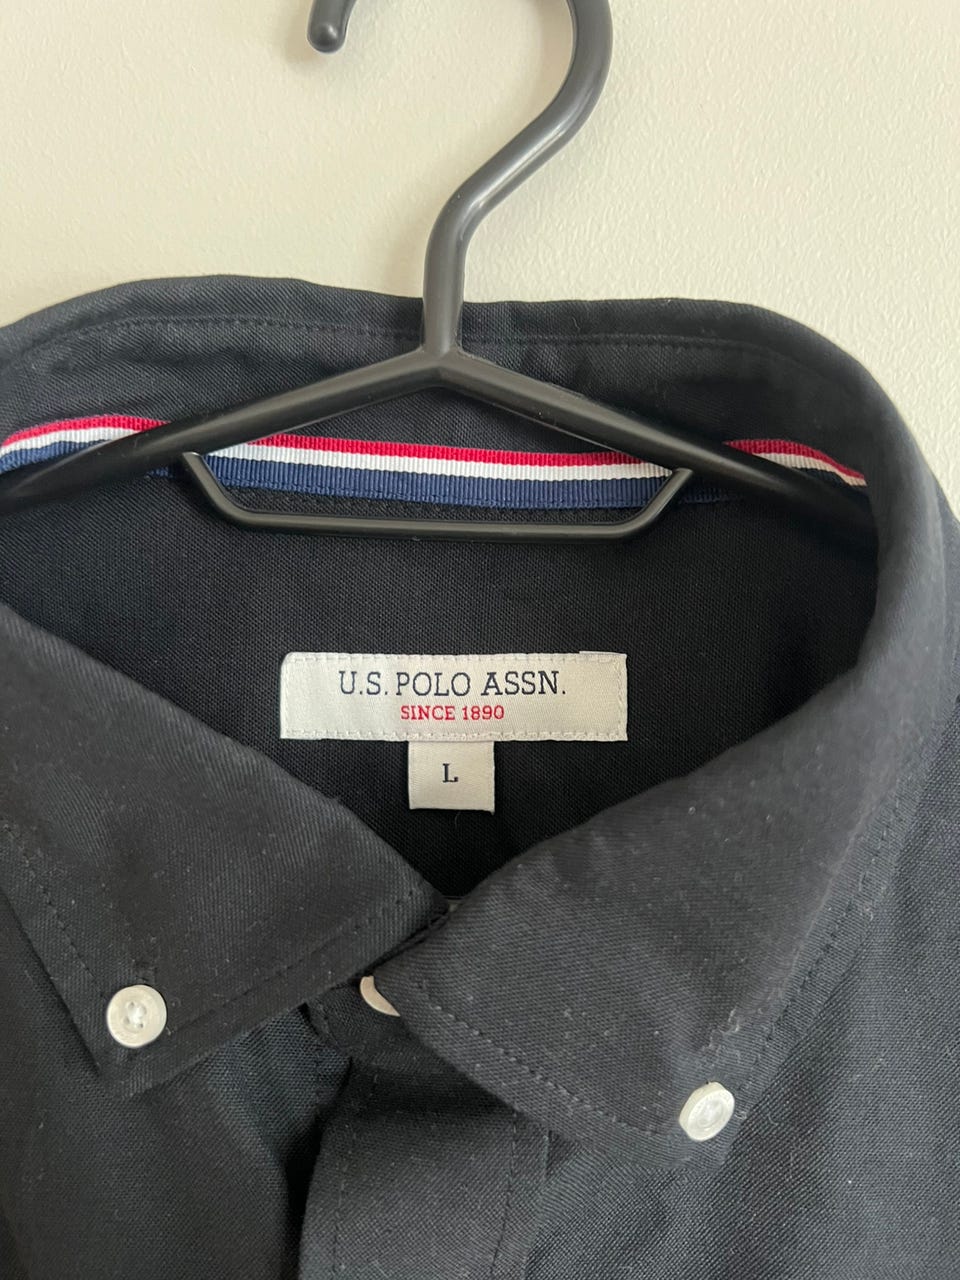 U.S. POLO ASSN.
SINCE 1890
L